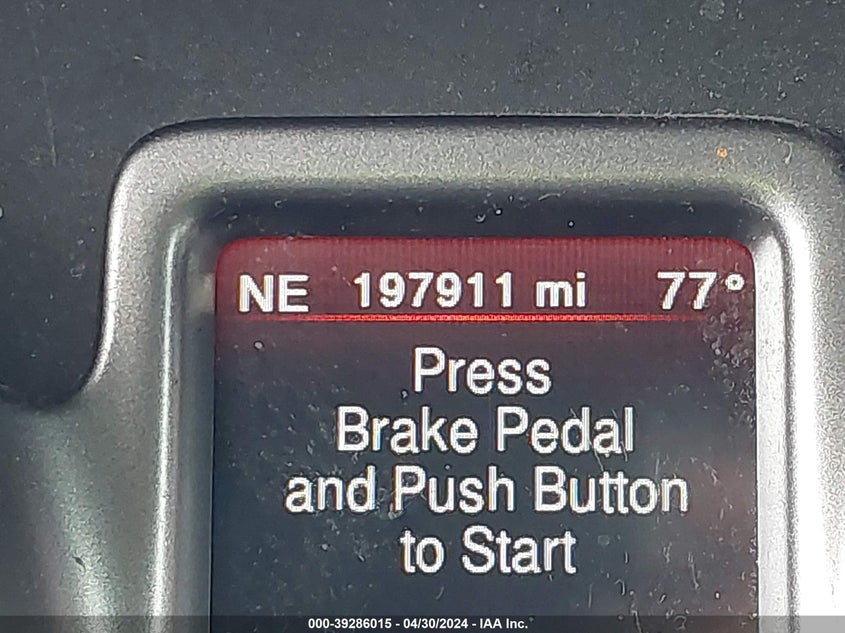 NE 197911 mi 77°
Press
Brake Pedal
and Push Button
to Start
000-39286015 - 04/30/2024 - IAA Inc.